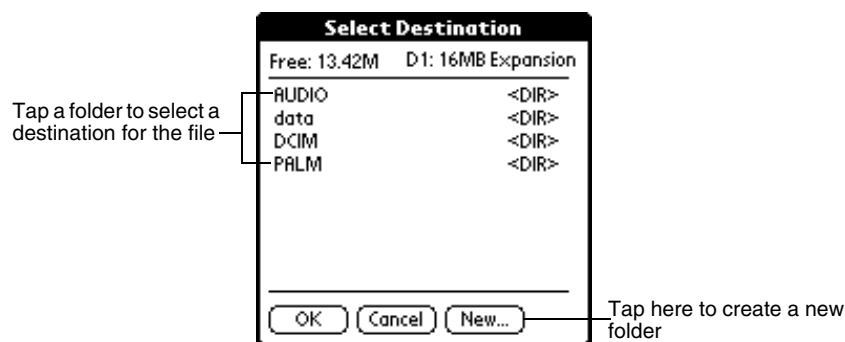 Select Destination
Free: 13.42M D1: 16MB Expansion
Tap a folder to select a
destination for the file
AUDIO <DIR>
data <DIR>
DCIM <DIR>
PALM <DIR>
OK Cancel New...
Tap here to create a new
folder